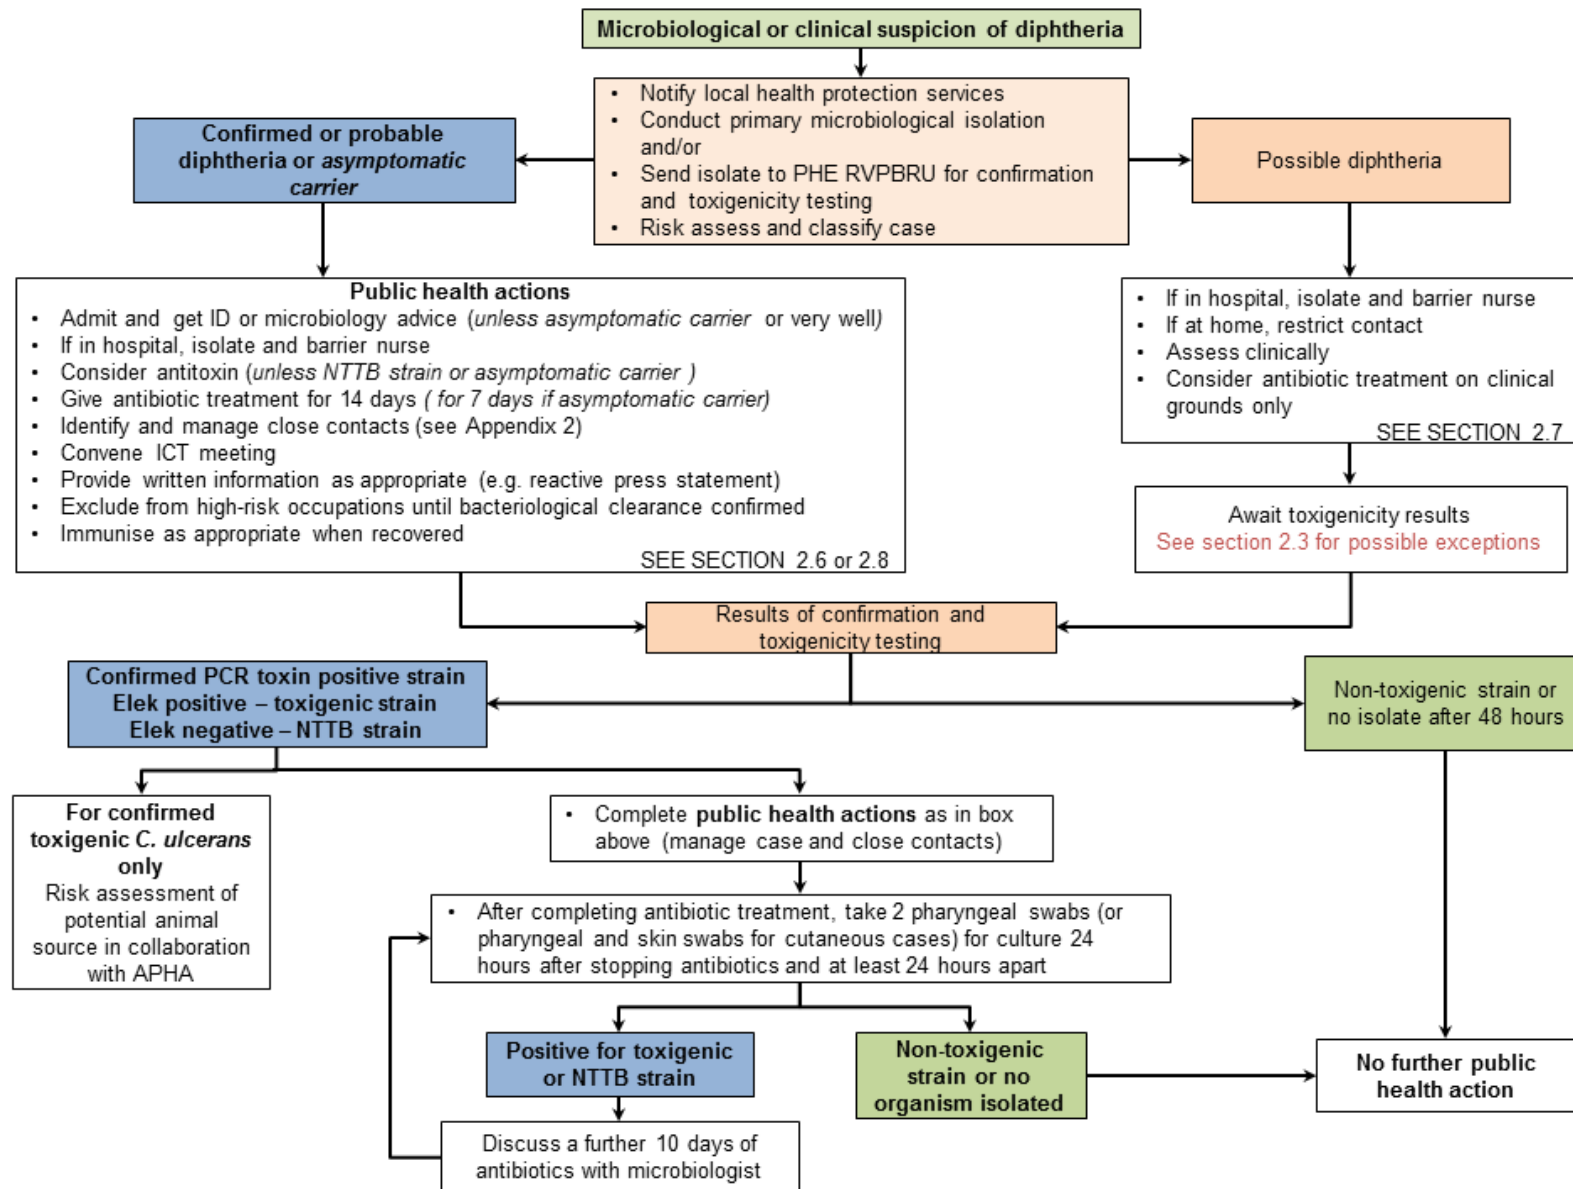 Microbiological or clinical suspicion of diphtheria
• Notify local health protection services
• Conduct primary microbiological isolation
and/or
• Send isolate to PHE RVPBRU for confirmation
and toxigenicity testing
• Risk assess and classify case
Confirmed or probable
diphtheria or asymptomatic
carrier
Possible diphtheria
Public health actions
• Admit and get ID or microbiology advice (unless asymptomatic carrier or very well)
• If in hospital, isolate and barrier nurse
• Consider antitoxin (unless NTTB strain or asymptomatic carrier )
• Give antibiotic treatment for 14 days ( for 7 days if asymptomatic carrier)
• Identify and manage close contacts (see Appendix 2)
• Convene ICT meeting
• Provide written information as appropriate (e.g. reactive press statement)
• Exclude from high-risk occupations until bacteriological clearance confirmed
• Immunise as appropriate when recovered
SEE SECTION 2.6 or 2.8
• If in hospital, isolate and barrier nurse
• If at home, restrict contact
• Assess clinically
• Consider antibiotic treatment on clinical
grounds only
SEE SECTION 2.7
Await toxigenicity results
See section 2.3 for possible exceptions
Results of confirmation and
toxigenicity testing
Confirmed PCR toxin positive strain
Elek positive – toxigenic strain
Elek negative – NTTB strain
Non-toxigenic strain or
no isolate after 48 hours
For confirmed
toxigenic C. ulcerans
only
Risk assessment of
potential animal
source in collaboration
with APHA
• Complete public health actions as in box
above (manage case and close contacts)
• After completing antibiotic treatment, take 2 pharyngeal swabs (or
pharyngeal and skin swabs for cutaneous cases) for culture 24
hours after stopping antibiotics and at least 24 hours apart
Positive for toxigenic
or NTTB strain
Non-toxigenic
strain or no
organism isolated
No further public
health action
Discuss a further 10 days of
antibiotics with microbiologist